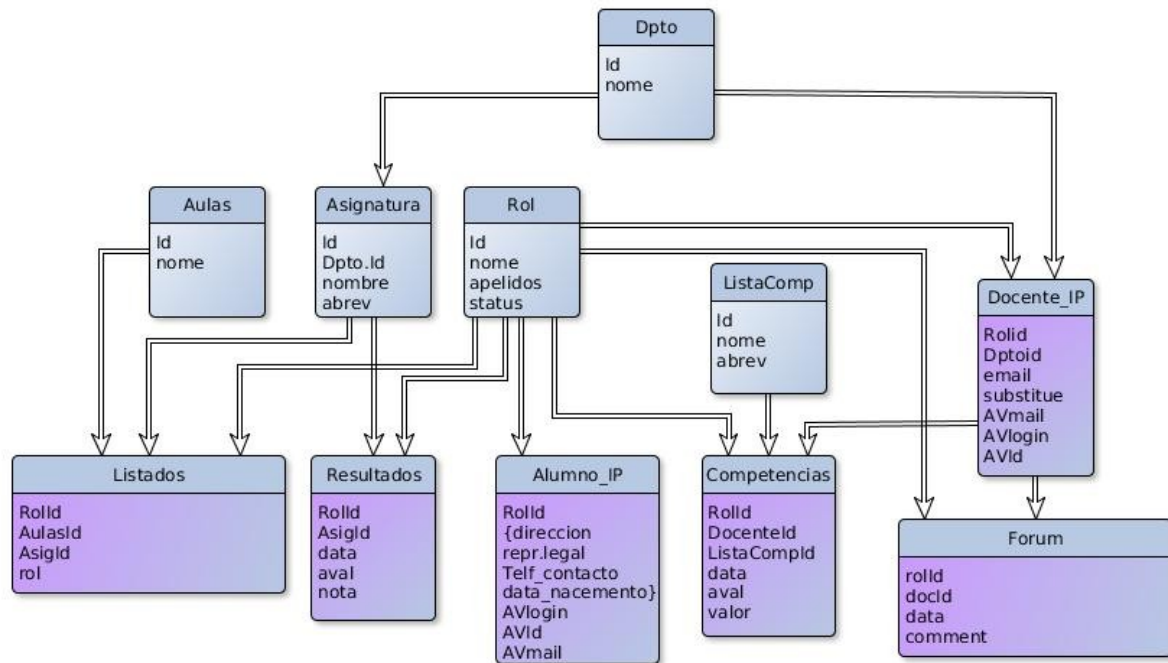 Dpto
Id
nome
Aulas
Id
nome
Asignatura
Id
Dpto.Id
nombre
abrev
Rol
Id
nome
apelidos
status
ListaComp
Id
nome
abrev
Docente_IP
Rolid
Dptoid
email
substitue
AVmail
AVlogin
AVId
Listados
RolId
AulasId
AsigId
rol
Resultados
RolId
AsigId
data
aval
nota
Alumno_IP
RolId
{direccion
repr.legal
Telf_contacto
data_nacemento}
AVlogin
AVId
AVmail
Competencias
RolId
DocenteId
ListaCompId
data
aval
valor
Forum
rolId
docId
data
comment